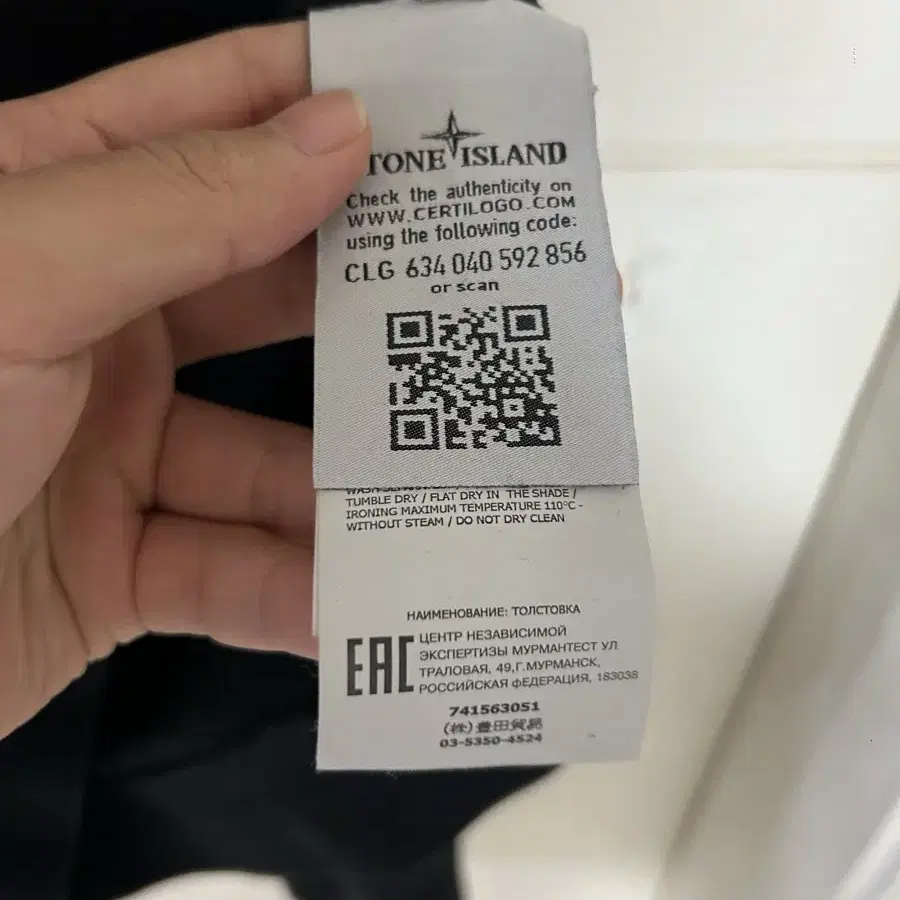 TONE ISLAND
Check the authenticity on
WWW.CERTILOGO.COM
using the following code:
CLG 634 040 592 856
or scan
TUMBLE DRY / FLAT DRY IN THE SHADE /
IRONING MAXIMUM TEMPERATURE 110°C -
WITHOUT STEAM / DO NOT DRY CLEAN
НАИМЕНОВАНИЕ: ТОЛСТОВКА
EAC
ЦЕНТР НЕЗАВИСИМОЙ
ЭКСПЕРТИЗЫ МУРМАНТЕСТ УЛ
ТРАЛОВАЯ, 49,Г.МУРМАНСК,
РОССИЙСКАЯ ФЕДЕРАЦИЯ, 183038
741563051
(株)豊田貿易
03-5350-4524